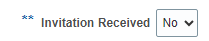 ** Invitation Received No